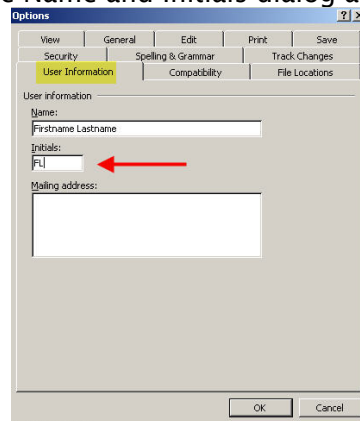 e Name and initials dialog a
Options
View General Edit Print Save
Security Spelling & Grammar Track Changes
User Information Compatibility File Locations
User information
Name:
Firstname Lastname
Initials:
FL
Mailing address:
OK Cancel